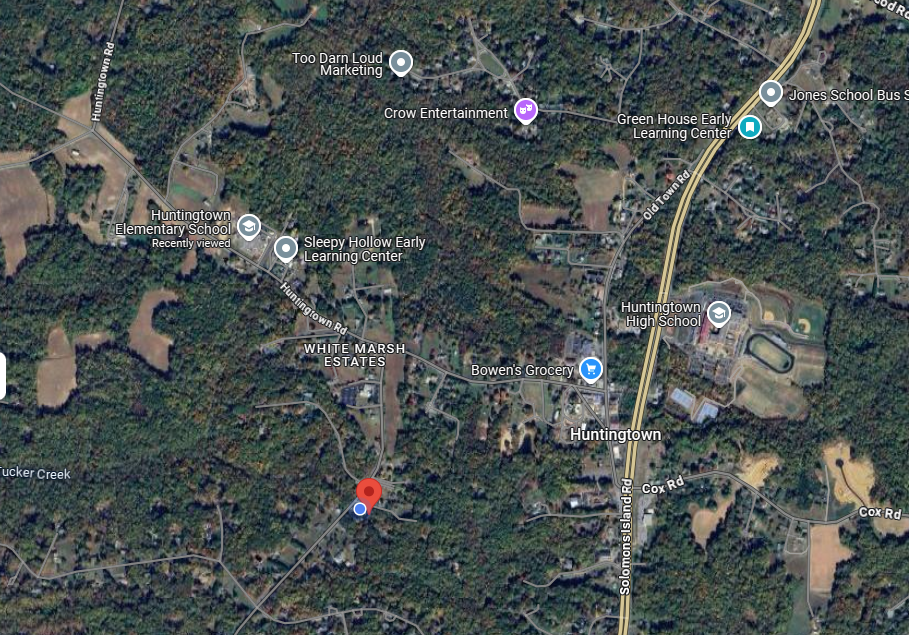 Huntingtown Rd
Too Darn Loud
Marketing
Crow Entertainment
Jones School Bus S
Green House Early
Learning Center
Old Town Rd
Huntingtown
Elementary School
Recently viewed
Sleepy Hollow Early
Learning Center
Huntingtown Rd
Huntingtown
High School
WHITE MARSH
ESTATES
Bowen's Grocery
Huntingtown
Tucker Creek
Cox Rd
Cox Rd
Solomons Island Rd